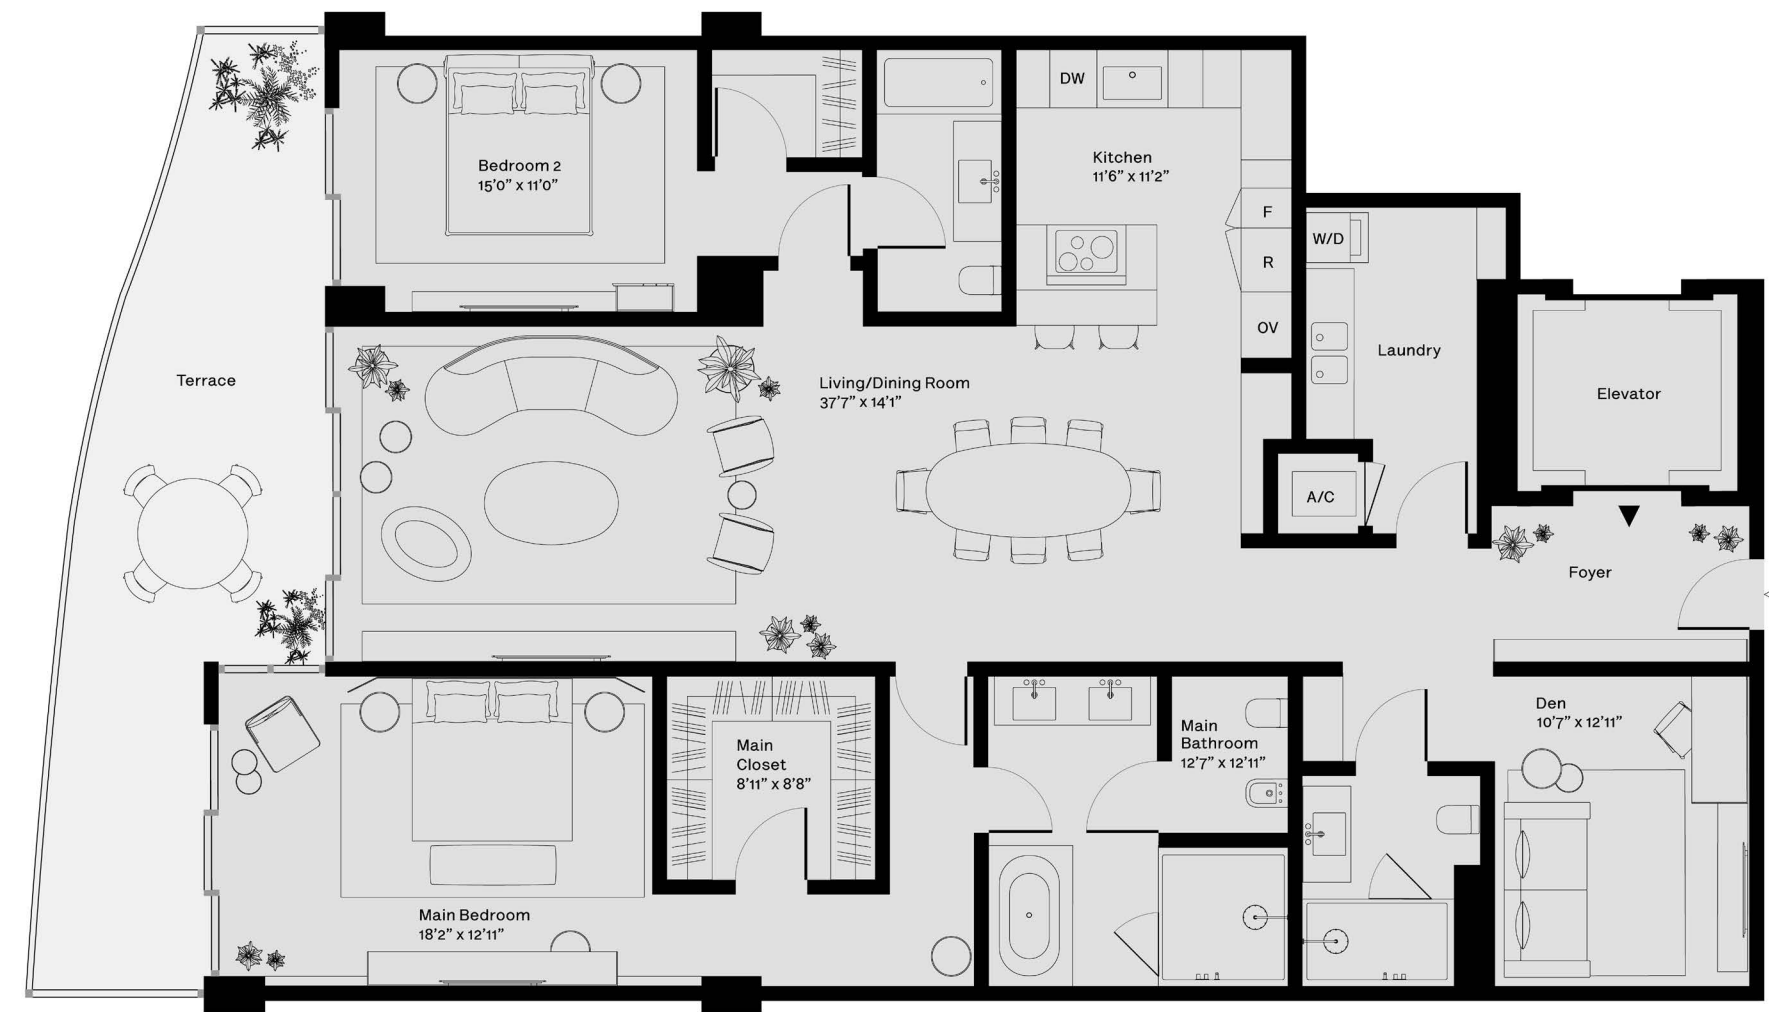 DW
Kitchen
11’6” x 11’2”
Bedroom 2
15’0” x 11’0”
F
R
OV
W/D
Laundry
Elevator
Terrace
Living/Dining Room
37’7” x 14’1”
A/C
Foyer
Den
10’7” x 12’11”
Main
Bathroom
12’7” x 12’11”
Main
Closet
8’11” x 8’8”
Main Bedroom
18’2” x 12’11”